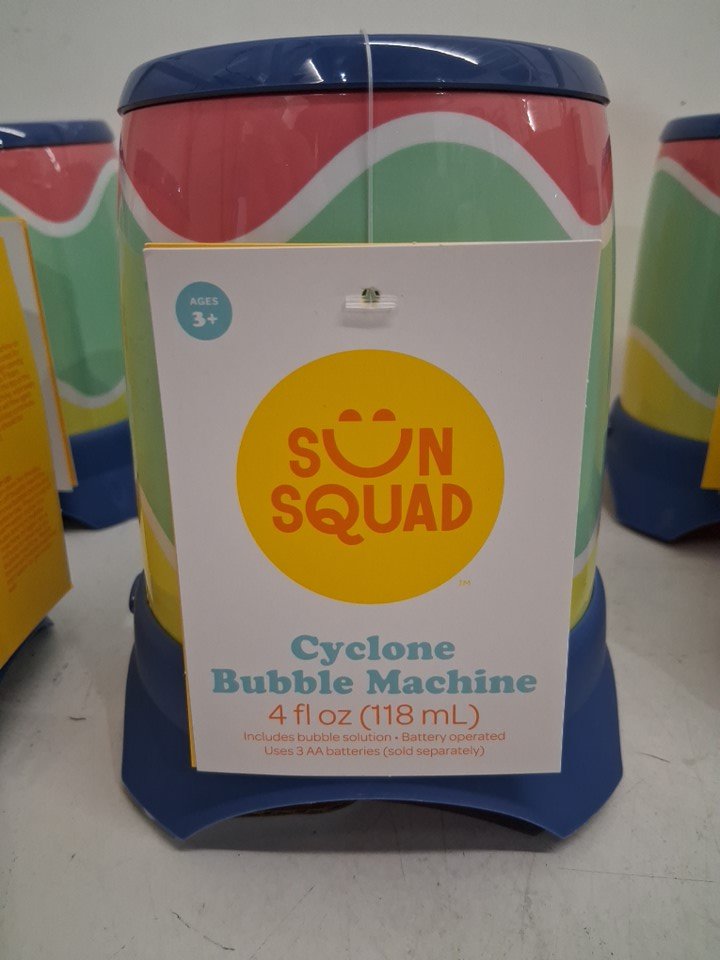 AGES
3+
SUN
SQUAD
™
Cyclone
Bubble Machine
4 fl oz (118 mL)
Includes bubble solution • Battery operated
Uses 3 AA batteries (sold separately)